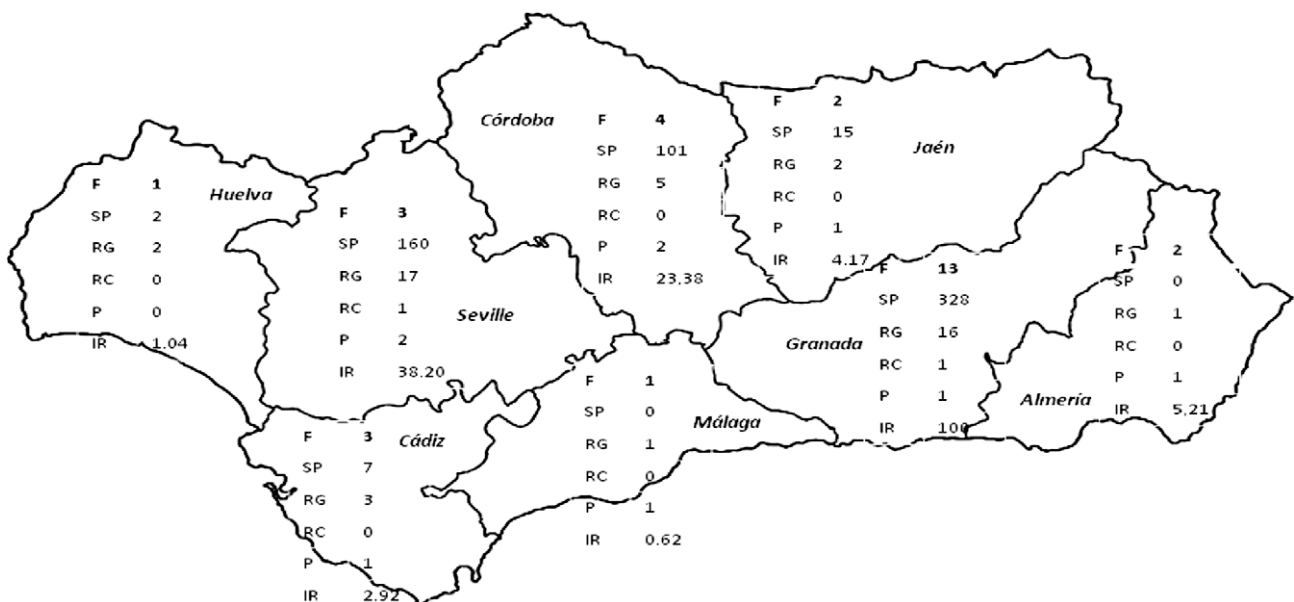 Huelva
F 1
SP 2
RG 2
RC 0
P 0
IR 1.04
Seville
F 3
SP 160
RG 17
RC 1
P 2
IR 38.20
Córdoba
F 4
SP 101
RG 5
RC 0
P 2
IR 23.38
Jaén
F 2
SP 15
RG 2
RC 0
P 1
IR 4.17
Granada
F 13
SP 328
RG 16
RC 1
P 1
IR 100
Almería
F 2
SP 0
RG 1
RC 0
P 1
IR 5.21
Málaga
F 1
SP 0
RG 1
RC 0
P 1
IR 0.62
Cádiz
F 3
SP 7
RG 3
RC 0
P 1
IR 2.92